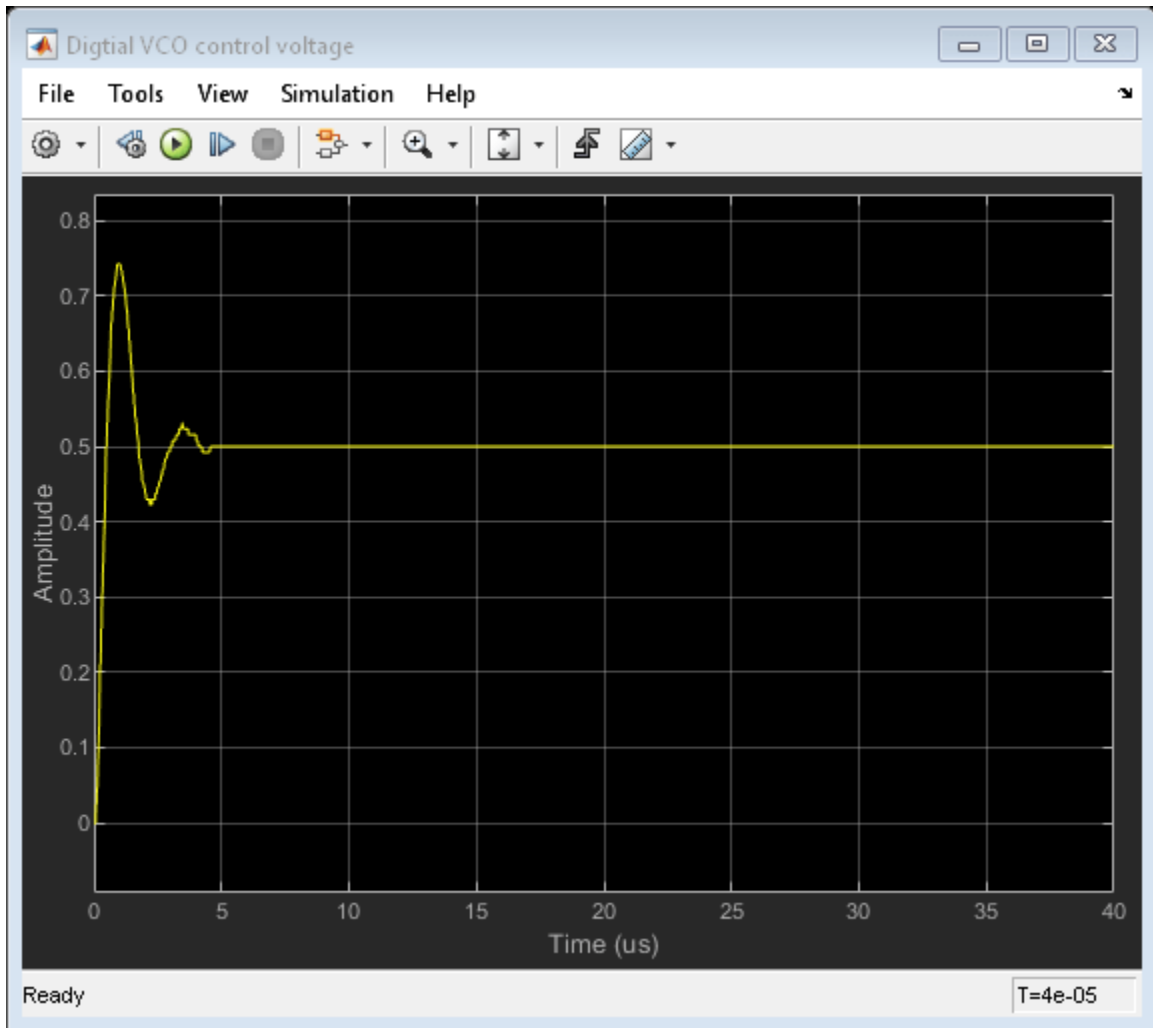 Digtial VCO control voltage
File Tools View Simulation Help
0.8
0.7
0.6
0.5
0.4
0.3
0.2
0.1
0
Amplitude
0 5 10 15 20 25 30 35 40
Time (us)
Ready T=4e-05